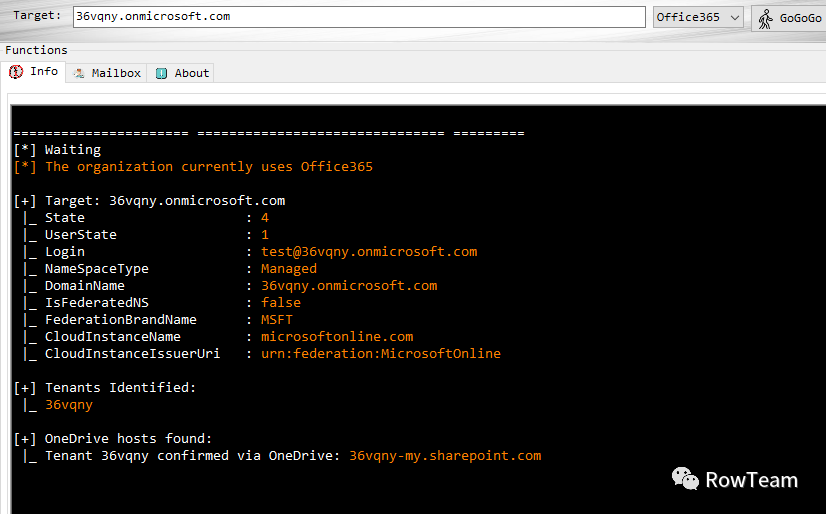 Target: 36vqny.onmicrosoft.com Office365 GoGoGo
Functions
Info Mailbox About
====================== =============================== =========
[*] Waiting
[*] The organization currently uses Office365
[+] Target: 36vqny.onmicrosoft.com
|_ State : 4
|_ UserState : 1
|_ Login : test@36vqny.onmicrosoft.com
|_ NameSpaceType : Managed
|_ DomainName : 36vqny.onmicrosoft.com
|_ IsFederatedNS : false
|_ FederationBrandName : MSFT
|_ CloudInstanceName : microsoftonline.com
|_ CloudInstanceIssuerUri : urn:federation:MicrosoftOnline
[+] Tenants Identified:
|_ 36vqny
[+] OneDrive hosts found:
|_ Tenant 36vqny confirmed via OneDrive: 36vqny-my.sharepoint.com
RowTeam